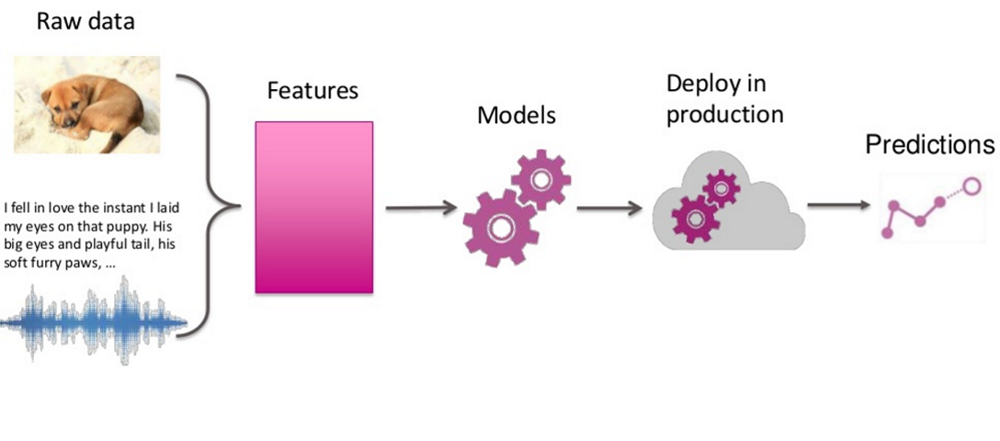 Raw data
Features
Models
Deploy in
production
Predictions
I fell in love the instant I laid
my eyes on that puppy. His
big eyes and playful tail, his
soft furry paws, ...